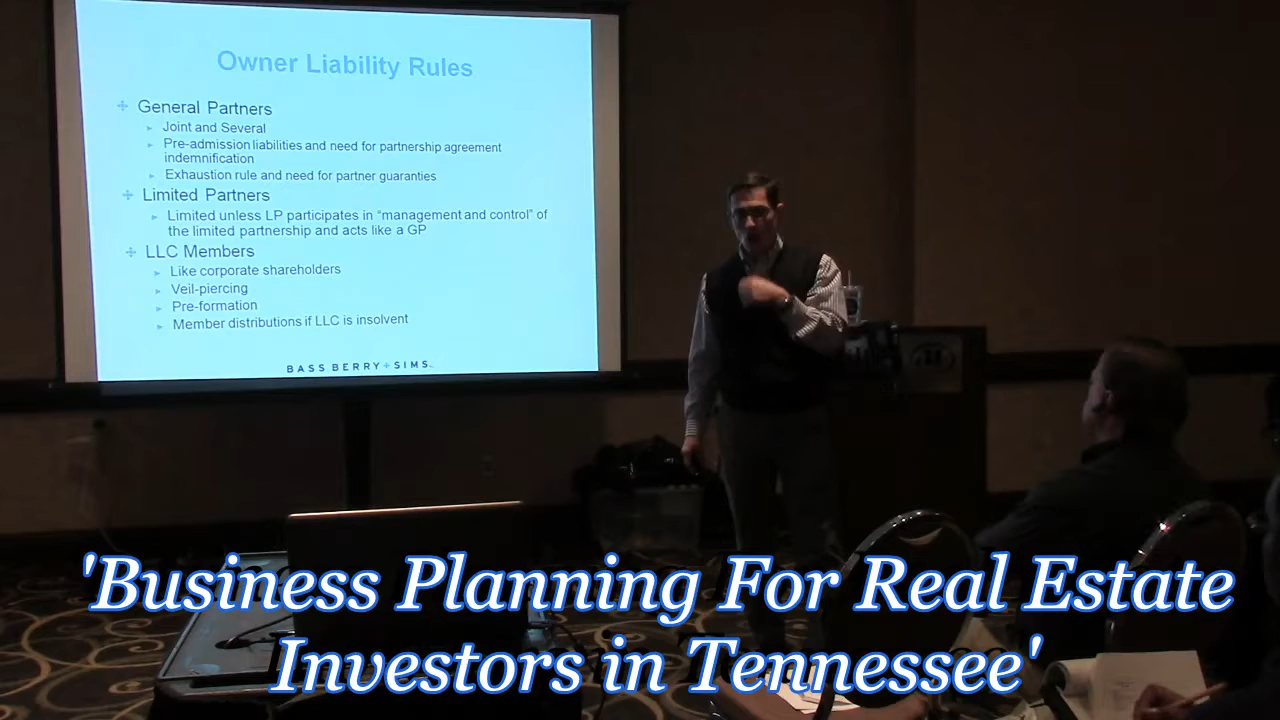 Owner Liability Rules
General Partners
Joint and Several
Pre-admission liabilities and need for partnership agreement
indemnification
Exhaustion rule and need for partner guaranties
Limited Partners
Limited unless LP participates in “management and control” of
the limited partnership and acts like a GP
LLC Members
Like corporate shareholders
Veil-piercing
Pre-formation
Member distributions if LLC is insolvent
BASS BERRY + SIMS
'Business Planning For Real Estate
Investors in Tennessee'